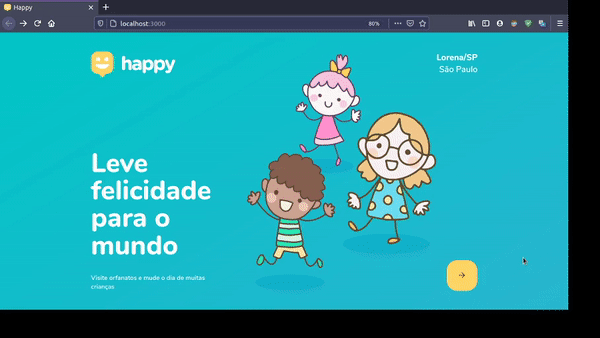 Happy
localhost:3000
80%
happy
Lorena/SP
São Paulo
Leve
felicidade
para o
mundo
Visite orfanatos e mude o dia de muitas
crianças